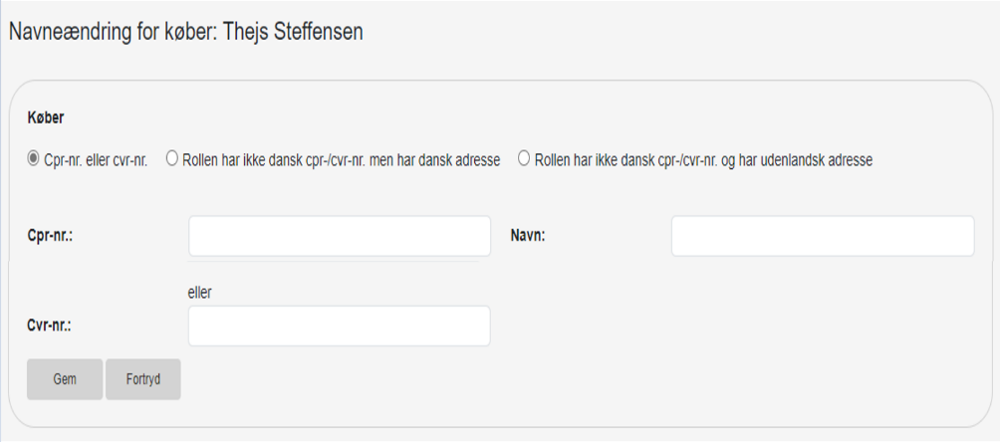 Navneændring for køber: Thejs Steffensen
Køber
Cpr-nr. eller cvr-nr. Rollen har ikke dansk cpr-/cvr-nr. men har dansk adresse Rollen har ikke dansk cpr-/cvr-nr. og har udenlandsk adresse
Cpr-nr.: Navn:
eller
Cvr-nr.:
Gem Fortryd